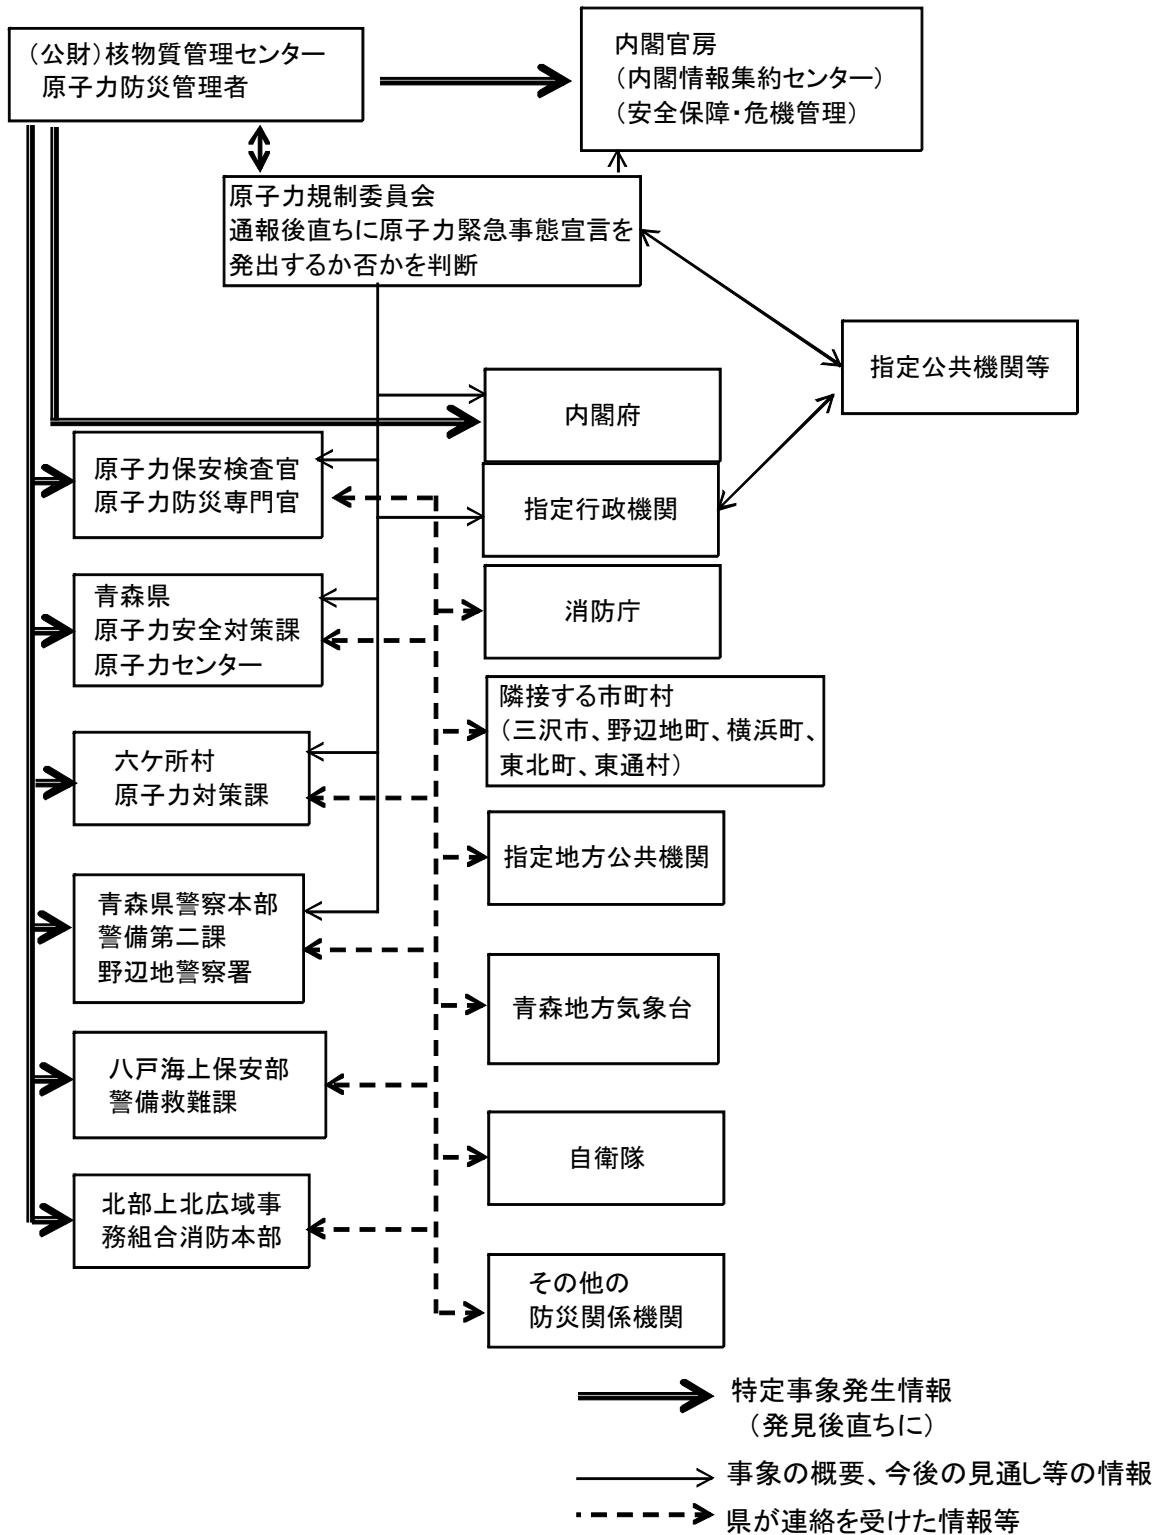 （公財）核物質管理センター
原子力防災管理者
内閣官房
（内閣情報集約センター）
（安全保障・危機管理）
原子力規制委員会
通報後直ちに原子力緊急事態宣言を
発出するか否かを判断
指定公共機関等
内閣府
原子力保安検査官
原子力防災専門官
指定行政機関
青森県
原子力安全対策課
原子力センター
消防庁
隣接する市町村
（三沢市、野辺地町、横浜町、
東北町、東通村）
六ケ所村
原子力対策課
指定地方公共機関
青森県警察本部
警備第二課
野辺地警察署
青森地方気象台
八戸海上保安部
警備救難課
自衛隊
北部上北広域事
務組合消防本部
その他の
防災関係機関
特定事象発生情報
（発見後直ちに）
事象の概要、今後の見通し等の情報
県が連絡を受けた情報等